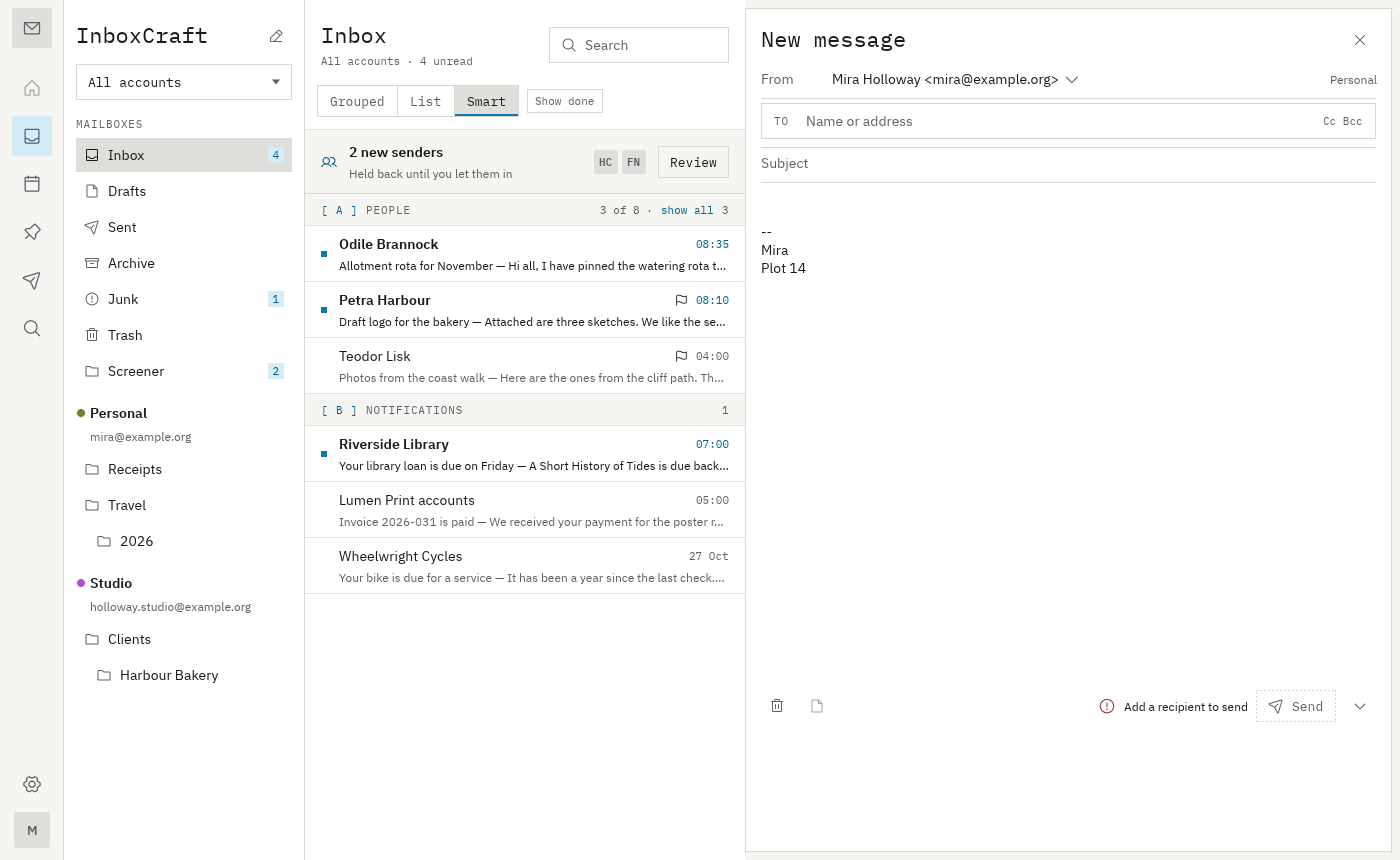 InboxCraft
All accounts
MAILBOXES
Inbox 4
Drafts
Sent
Archive
Junk 1
Trash
Screener 2
Personal
mira@example.org
Receipts
Travel
2026
Studio
holloway.studio@example.org
Clients
Harbour Bakery
M
Inbox
All accounts · 4 unread
Search
Grouped List Smart Show done
2 new senders
Held back until you let them in
HC FN Review
[ A ] PEOPLE 3 of 8 · show all 3
Odile Brannock 08:35
Allotment rota for November — Hi all, I have pinned the watering rota t…
Petra Harbour 08:10
Draft logo for the bakery — Attached are three sketches. We like the se…
Teodor Lisk 04:00
Photos from the coast walk — Here are the ones from the cliff path. Th…
[ B ] NOTIFICATIONS 1
Riverside Library 07:00
Your library loan is due on Friday — A Short History of Tides is due back…
Lumen Print accounts 05:00
Invoice 2026-031 is paid — We received your payment for the poster r…
Wheelwright Cycles 27 Oct
Your bike is due for a service — It has been a year since the last check.…
New message
From Mira Holloway <mira@example.org> Personal
TO Name or address Cc Bcc
Subject
--
Mira
Plot 14
Add a recipient to send Send